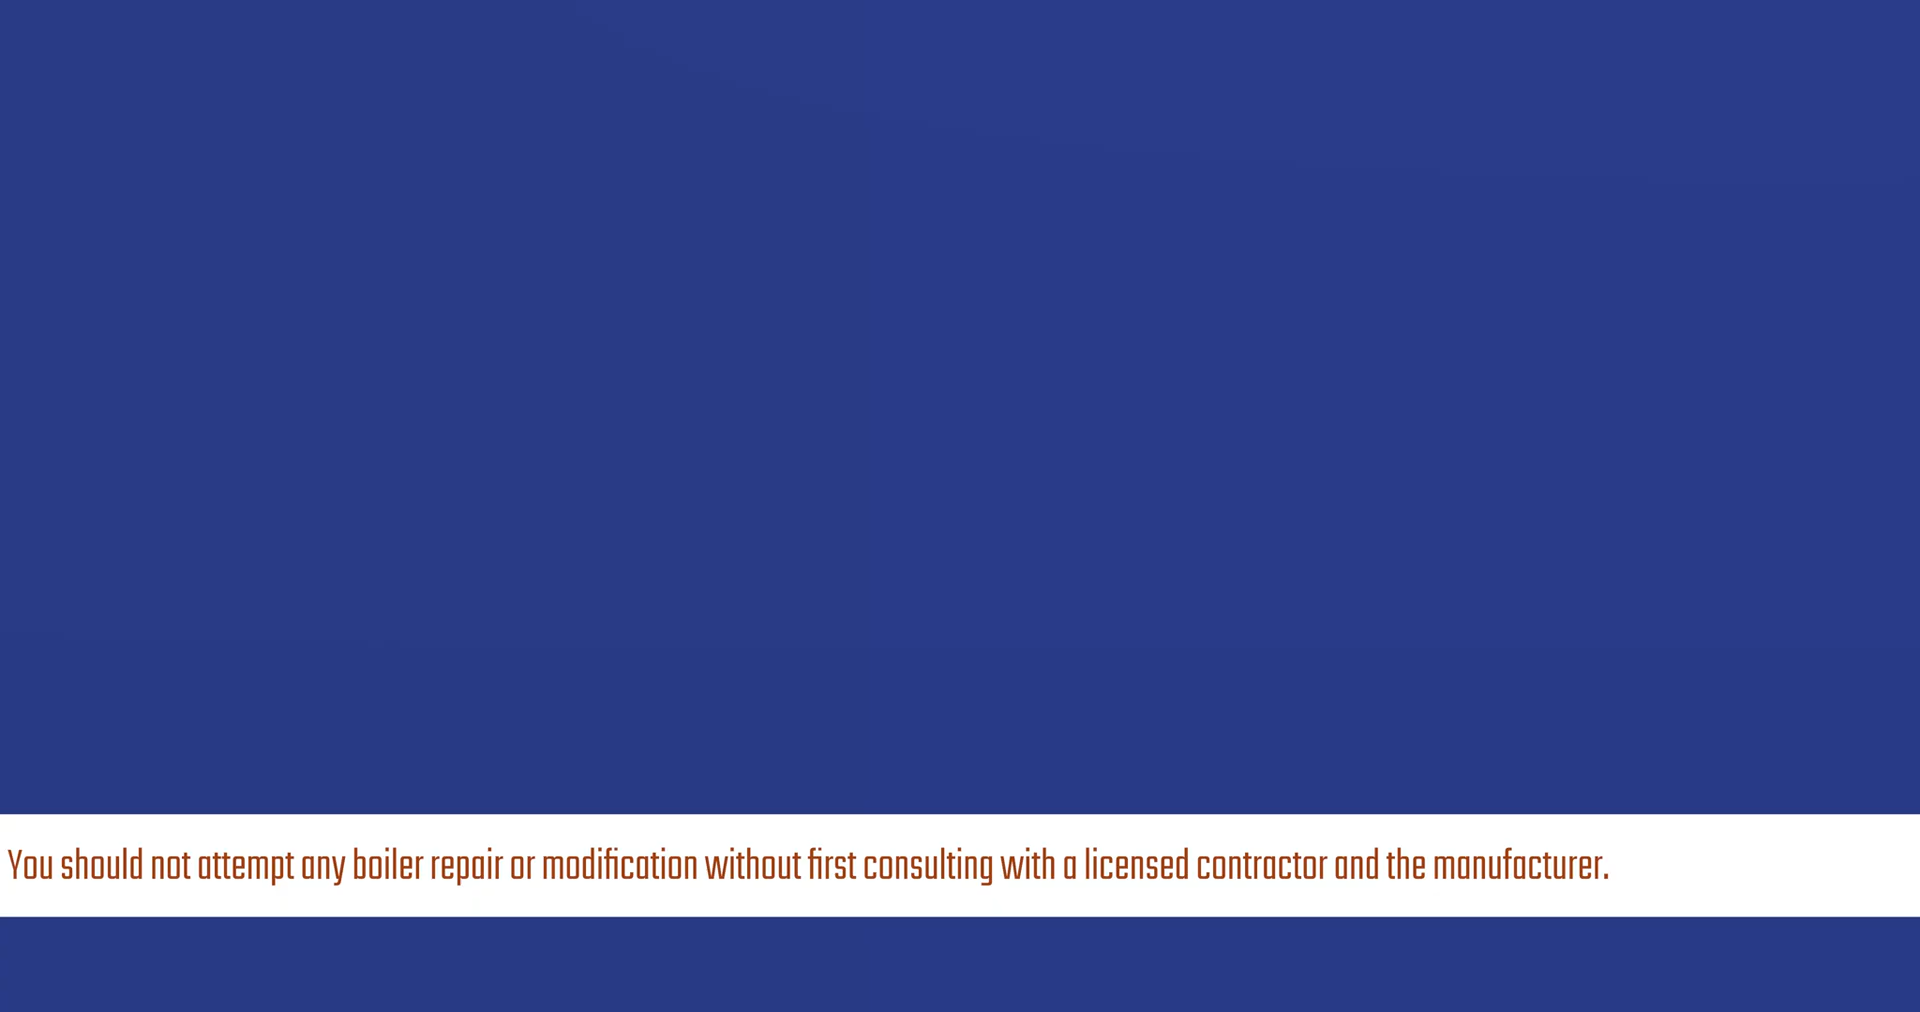 You should not attempt any boiler repair or modification without first consulting with a licensed contractor and the manufacturer.